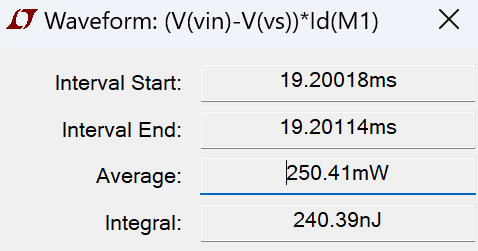 Waveform: (V(vin)-V(vs))*Id(M1)
Interval Start: 19.20018ms
Interval End: 19.20114ms
Average: 250.41mW
Integral: 240.39nJ